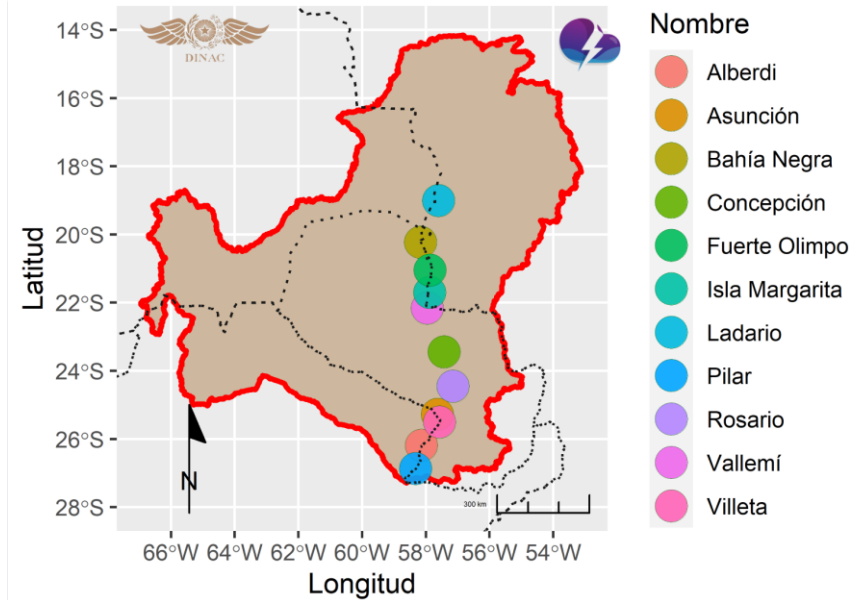 DINAC
Latitud
14°S
16°S
18°S
20°S
22°S
24°S
26°S
28°S
N
300 km
66°W 64°W 62°W 60°W 58°W 56°W 54°W
Longitud
Nombre
Alberdi
Asunción
Bahía Negra
Concepción
Fuerte Olimpo
Isla Margarita
Ladario
Pilar
Rosario
Vallemí
Villeta